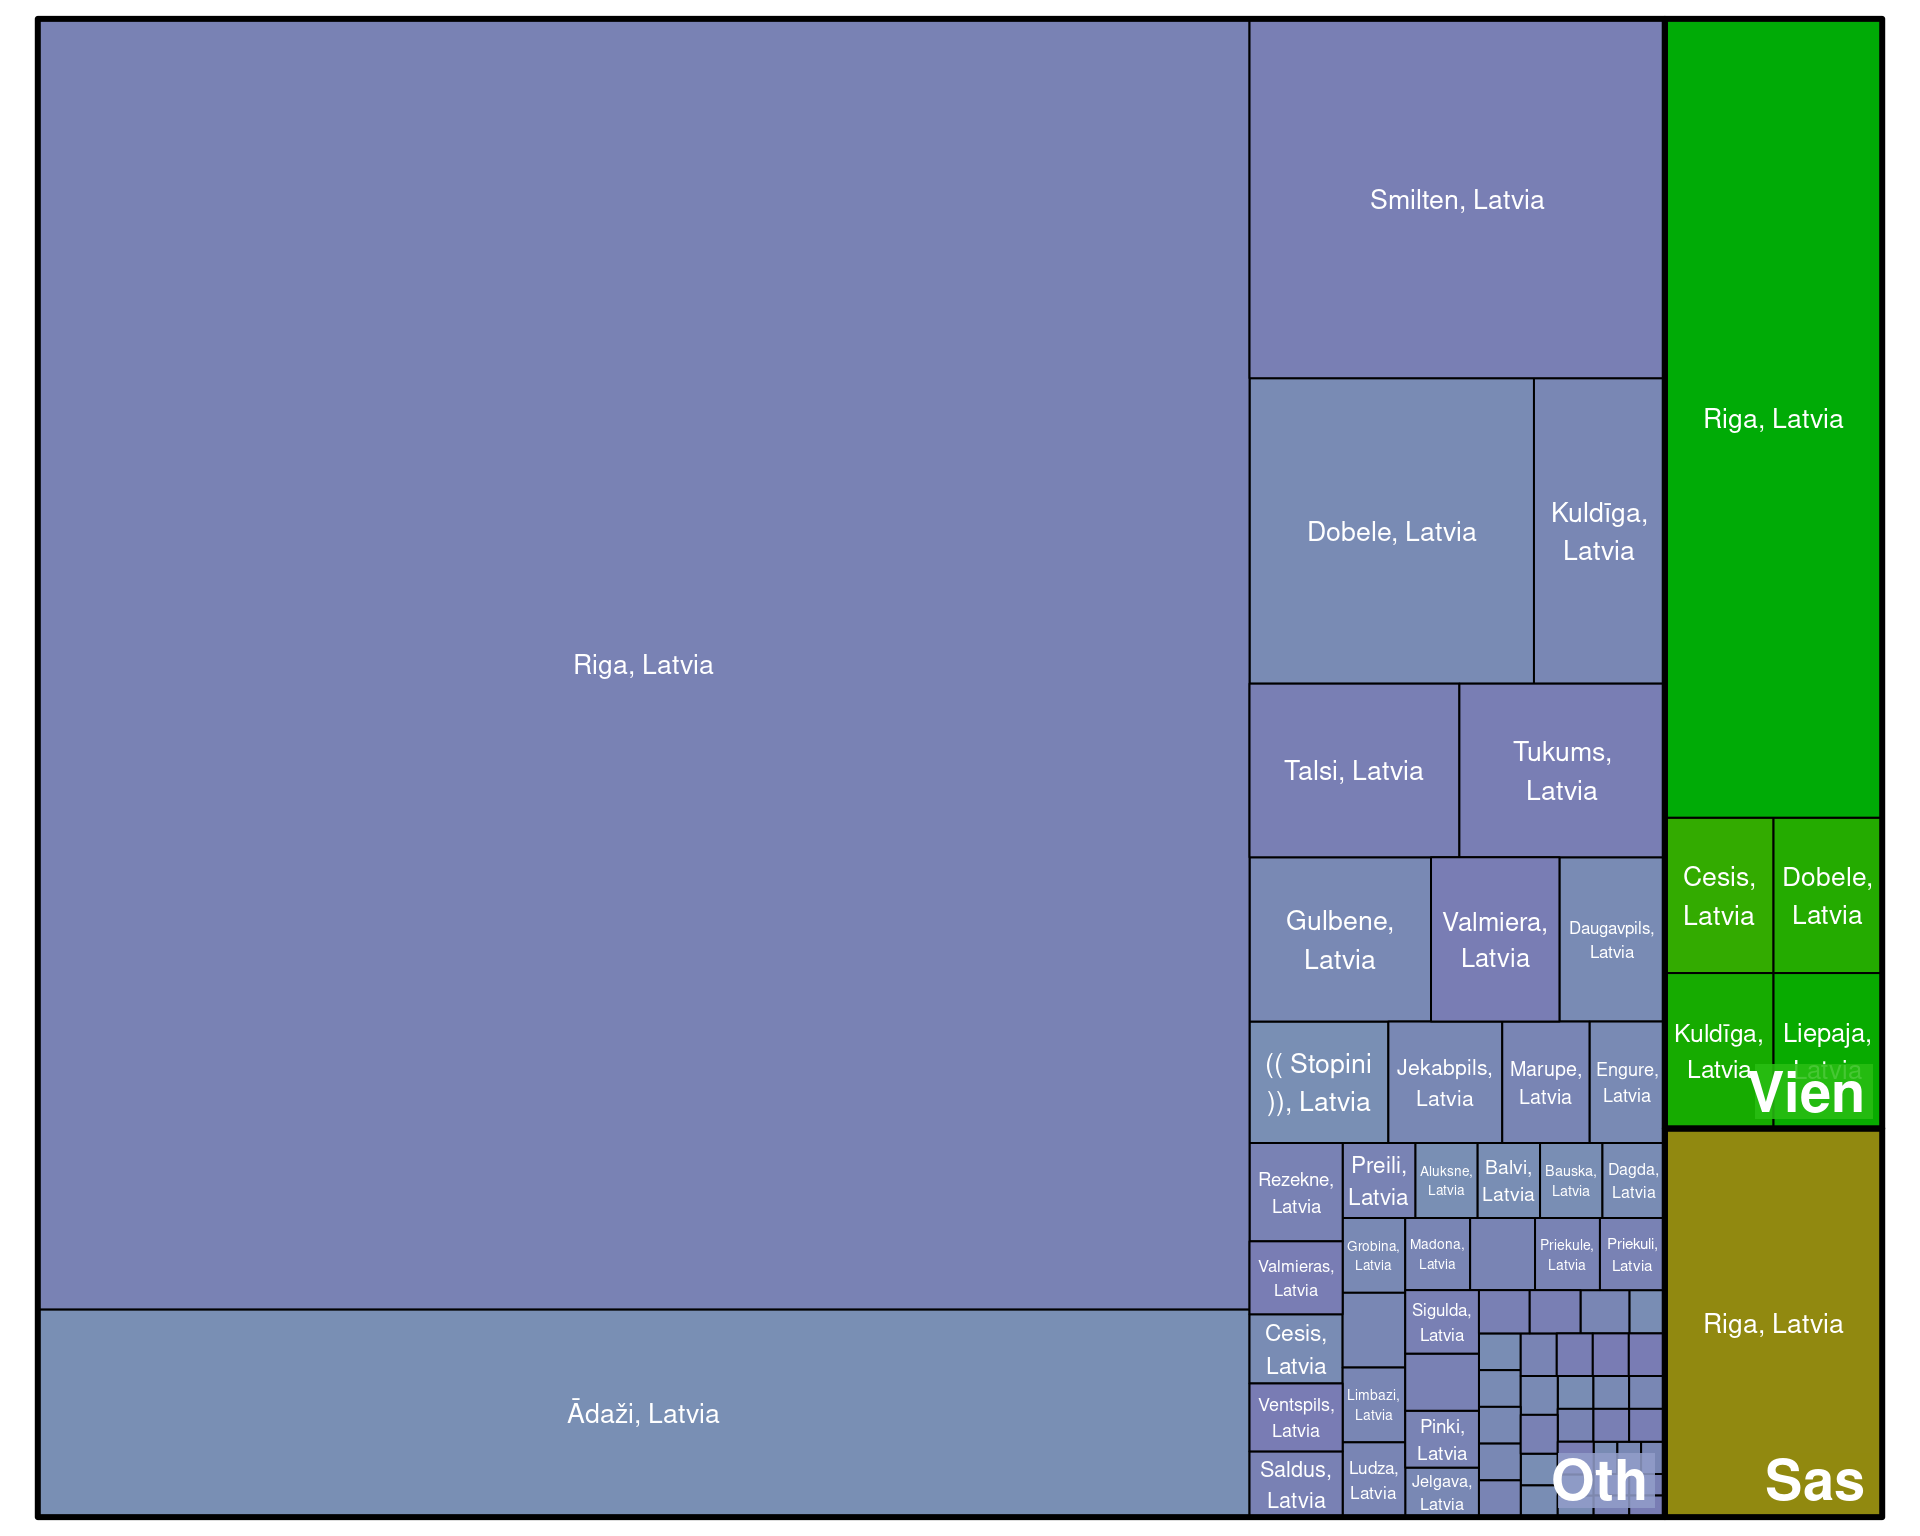 Riga, Latvia
Ādaži, Latvia
Smilten, Latvia
Dobele, Latvia
Kuldīga,
Latvia
Talsi, Latvia
Tukums,
Latvia
Gulbene,
Latvia
Valmiera,
Latvia
Daugavpils,
Latvia
(( Stopini
)), Latvia
Jekabpils,
Latvia
Marupe,
Latvia
Engure,
Latvia
Rezekne,
Latvia
Valmieras,
Latvia
Cesis,
Latvia
Ventspils,
Latvia
Saldus,
Latvia
Preili,
Latvia
Aluksne,
Latvia
Balvi,
Latvia
Bauska,
Latvia
Dagda,
Latvia
Grobina,
Latvia
Madona,
Latvia
Priekule,
Latvia
Priekuli,
Latvia
Limbazi,
Latvia
Ludza,
Latvia
Sigulda,
Latvia
Pinki,
Latvia
Jelgava,
Latvia
Oth
Riga, Latvia
Cesis,
Latvia
Dobele,
Latvia
Kuldīga,
Latvia
Liepaja,
Latvia
Vien
Riga, Latvia
Sas